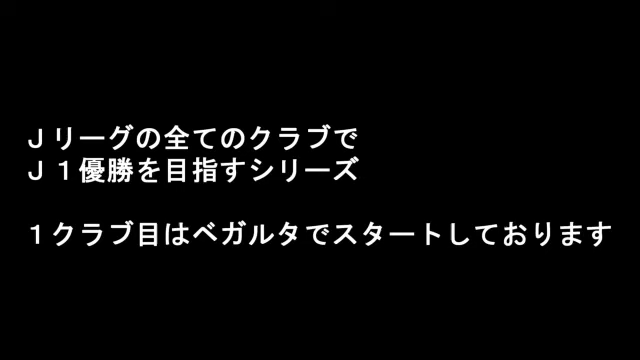 Ｊリーグの全てのクラブで
Ｊ１優勝を目指すシリーズ
１クラブ目はベガルタでスタートしております